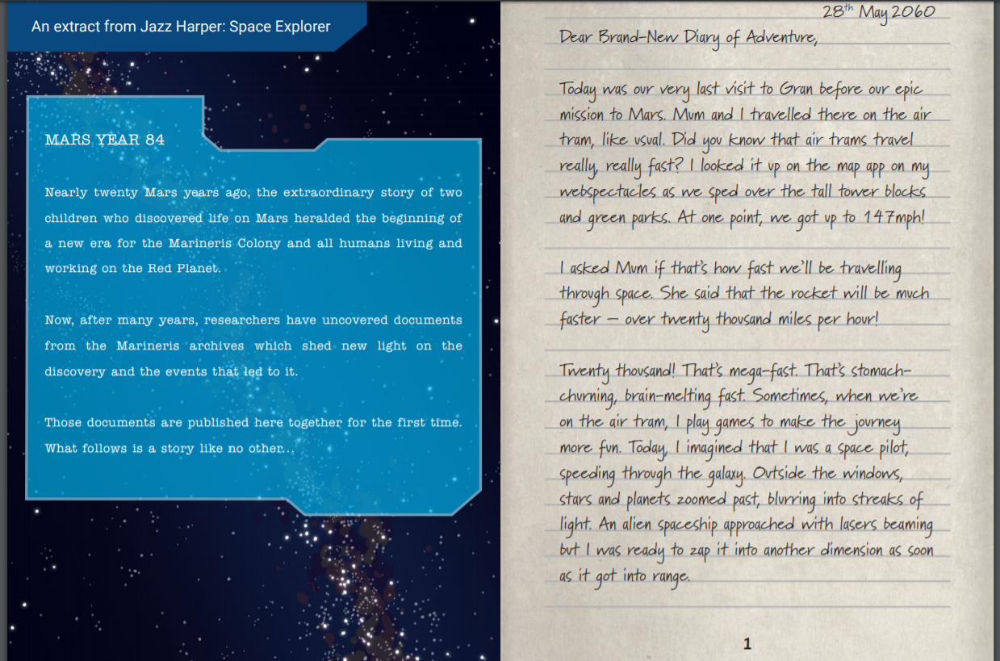 An extract from Jazz Harper: Space Explorer
MARS YEAR 84
Nearly twenty Mars years ago, the extraordinary story of two
children who discovered life on Mars heralded the beginning of
a new era for the Marineris Colony and all humans living and
working on the Red Planet.
Now, after many years, researchers have uncovered documents
from the Marineris archives which shed new light on the
discovery and the events that led to it.
Those documents are published here together for the first time.
What follows is a story like no other...
28th May 2060
Dear Brand-New Diary of Adventure,
Today was our very last visit to Gran before our epic
mission to Mars. Mum and I travelled there on the air
tram, like usual. Did you know that air trams travel
really, really fast? I looked it up on the map app on my
webspectacles as we sped over the tall tower blocks
and green parks. At one point, we got up to 147mph!
I asked Mum if that's how fast we'll be travelling
through space. She said that the rocket will be much
faster – over twenty thousand miles per hour!
Twenty thousand! That's mega-fast. That's stomach-
churning, brain-melting fast. Sometimes, when we're
on the air tram, I play games to make the journey
more fun. Today, I imagined that I was a space pilot,
speeding through the galaxy. Outside the windows,
stars and planets zoomed past, blurring into streaks of
light. An alien spaceship approached with lasers beaming
but I was ready to zap it into another dimension as soon
as it got into range.
1